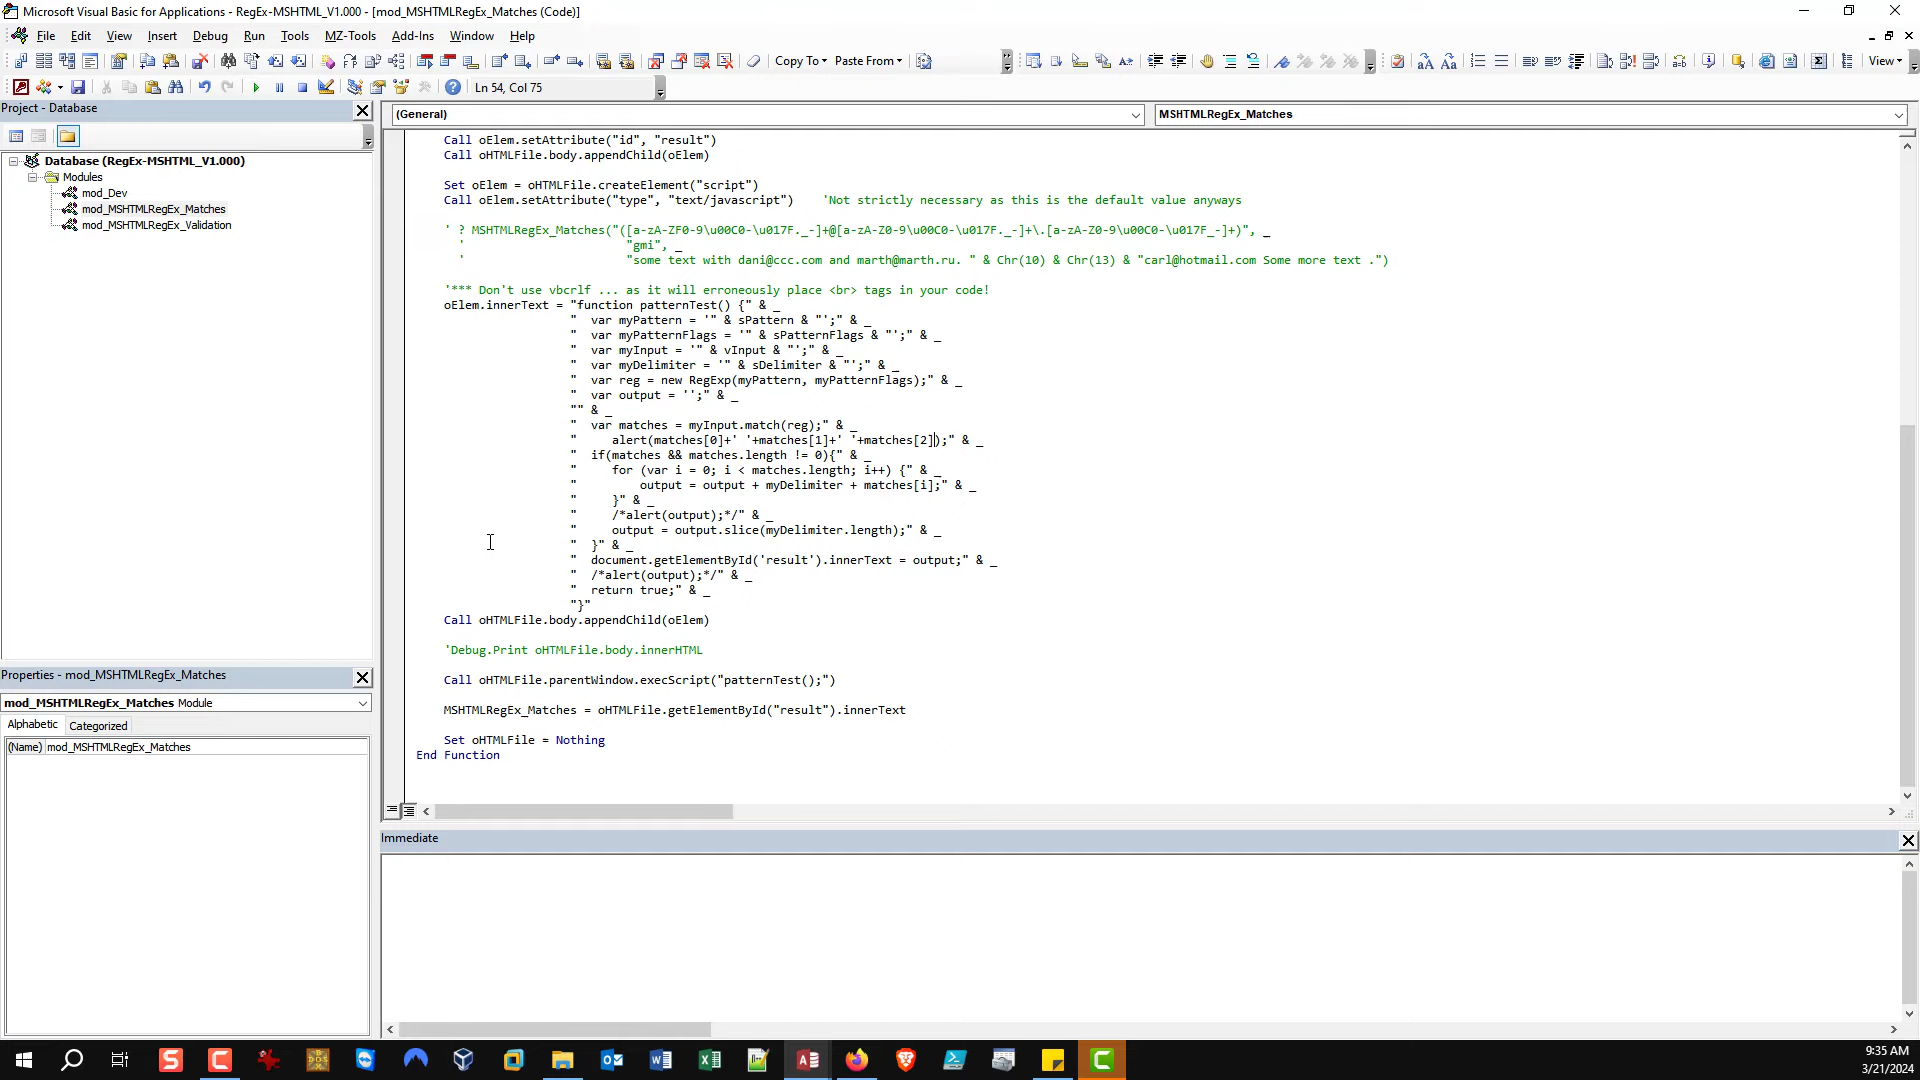 Microsoft Visual Basic for Applications - RegEx-MSHTML_V1.000 - [mod_MSHTMLRegEx_Matches (Code)]
File Edit View Insert Format Debug Run Tools MZ-Tools Add-Ins Window Help
Copy To Paste From View
Ln 54, Col 75
Project - Database
(General) MSHTMLRegEx_Matches
Database (RegEx-MSHTML_V1.000)
Modules
mod_Dev
mod_MSHTMLRegEx_Matches
mod_MSHTMLRegEx_Validation
Call oElem.setAttribute("id", "result")
Call oHTMLFile.body.appendChild(oElem)
Set oElem = oHTMLFile.createElement("script")
Call oElem.setAttribute("type", "text/javascript") 'Not strictly necessary as this is the default value anyways
' ? MSHTMLRegEx_Matches("([a-zA-ZF0-9\u00C0-\u017F._-]+@[a-zA-Z0-9\u00C0-\u017F._-]+\.[a-zA-Z0-9\u00C0-\u017F_-]+)", _
' "gmi", _
' "some text with dani@ccc.com and marth@marth.ru. " & Chr(10) & Chr(13) & "carl@hotmail.com Some more text .")
'*** Don't use vbcrlf ... as it will erroneously place <br> tags in your code!
oElem.innerText = "function patternTest() {" & _
" var myPattern = '" & sPattern & "';" & _
" var myPatternFlags = '" & sPatternFlags & "';" & _
" var myInput = '" & vInput & "';" & _
" var myDelimiter = '" & sDelimiter & "';" & _
" var reg = new RegExp(myPattern, myPatternFlags);" & _
" var output = '';" & _
"" & _
" var matches = myInput.match(reg);" & _
" alert(matches[0]+' '+matches[1]+' '+matches[2]);" & _
" if(matches && matches.length != 0){" & _
" for (var i = 0; i < matches.length; i++) {" & _
" output = output + myDelimiter + matches[i];" & _
" }" & _
" /*alert(output);*/" & _
" output = output.slice(myDelimiter.length);" & _
" }" & _
" document.getElementById('result').innerText = output;" & _
" /*alert(output);*/" & _
" return true;" & _
"}"
Call oHTMLFile.body.appendChild(oElem)
'Debug.Print oHTMLFile.body.innerHTML
Call oHTMLFile.parentWindow.execScript("patternTest();")
MSHTMLRegEx_Matches = oHTMLFile.getElementById("result").innerText
Set oHTMLFile = Nothing
End Function
Properties - mod_MSHTMLRegEx_Matches
mod_MSHTMLRegEx_Matches Module
Alphabetic Categorized
(Name) mod_MSHTMLRegEx_Matches
Immediate
9:35 AM
3/21/2024